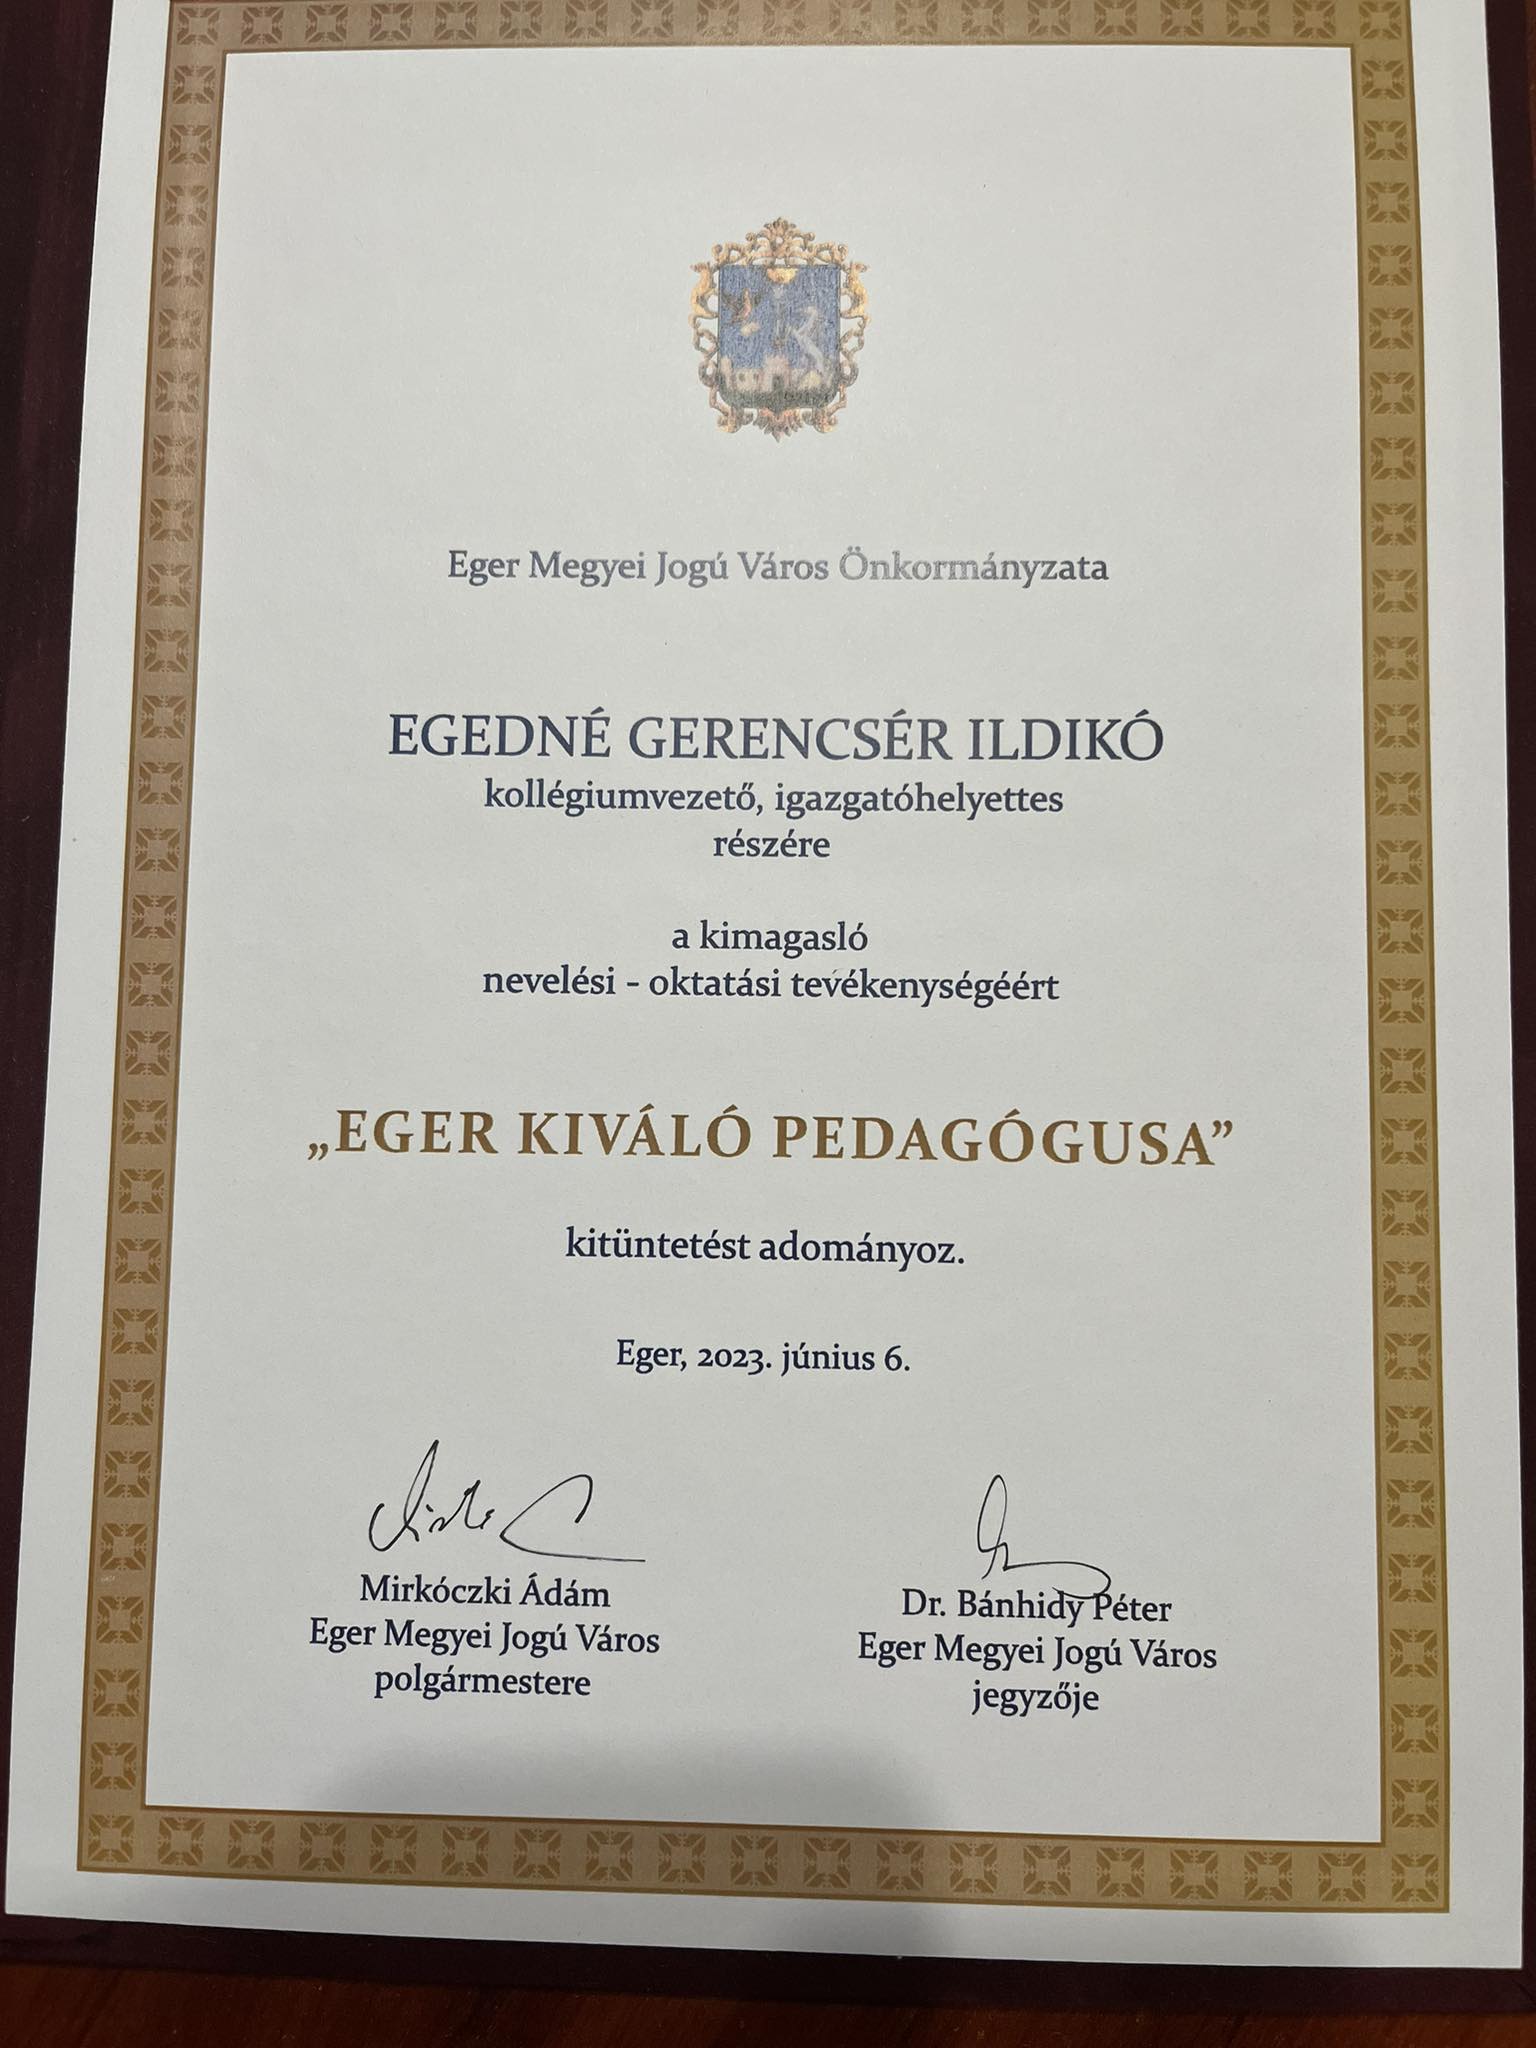 Eger Megyei Jogú Város Önkormányzata
EGEDNÉ GERENCSÉR ILDIKÓ
kollégiumvezető, igazgatóhelyettes
részére
a kimagasló
nevelési - oktatási tevékenységéért
„EGER KIVÁLÓ PEDAGÓGUSA”
kitüntetést adományoz.
Eger, 2023. június 6.
Mirkóczki Ádám
Eger Megyei Jogú Város
polgármestere
Dr. Bánhidy Péter
Eger Megyei Jogú Város
jegyzője